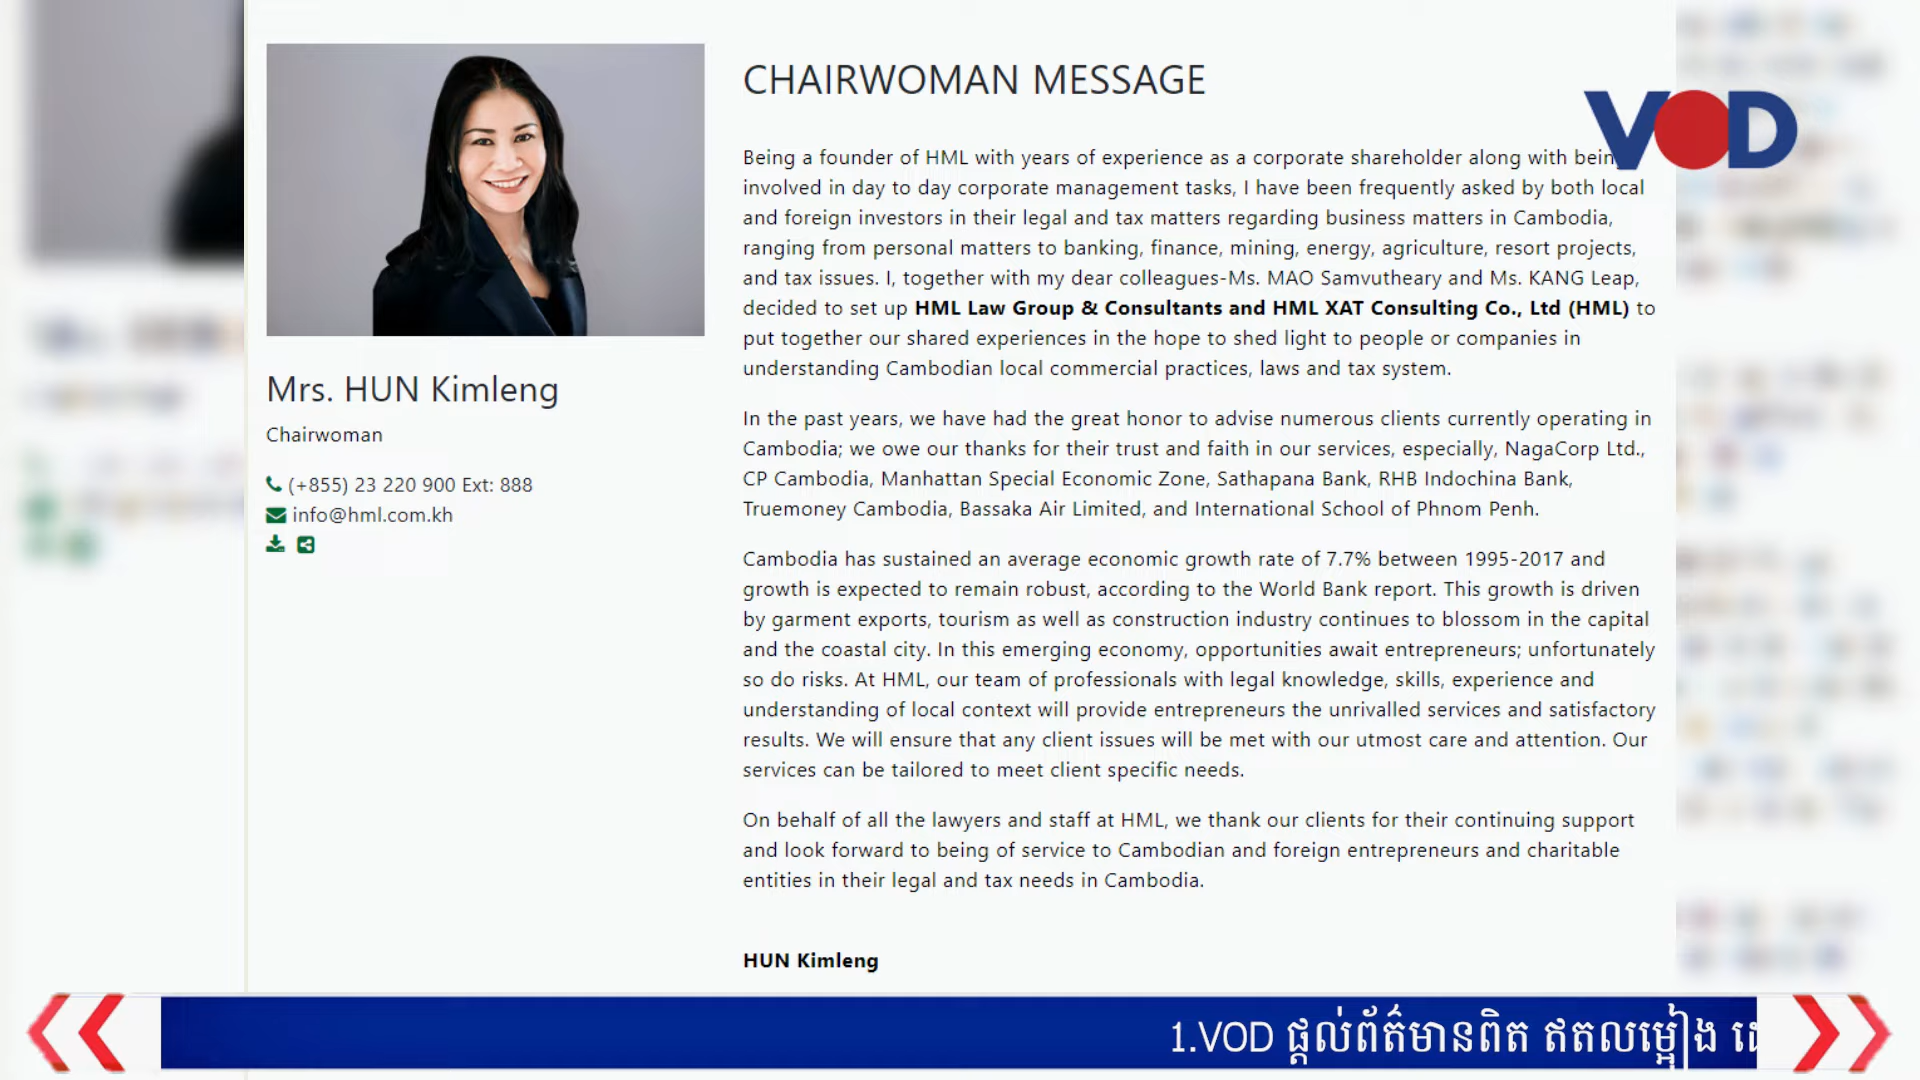 CHAIRWOMAN MESSAGE
VOD
Being a founder of HML with years of experience as a corporate shareholder along with bein
involved in day to day corporate management tasks, I have been frequently asked by both local
and foreign investors in their legal and tax matters regarding business matters in Cambodia,
ranging from personal matters to banking, finance, mining, energy, agriculture, resort projects,
and tax issues. I, together with my dear colleagues-Ms. MAO Samvutheary and Ms. KANG Leap,
decided to set up HML Law Group & Consultants and HML XAT Consulting Co., Ltd (HML) to
put together our shared experiences in the hope to shed light to people or companies in
understanding Cambodian local commercial practices, laws and tax system.
In the past years, we have had the great honor to advise numerous clients currently operating in
Cambodia; we owe our thanks for their trust and faith in our services, especially, NagaCorp Ltd.,
CP Cambodia, Manhattan Special Economic Zone, Sathapana Bank, RHB Indochina Bank,
Truemoney Cambodia, Bassaka Air Limited, and International School of Phnom Penh.
Cambodia has sustained an average economic growth rate of 7.7% between 1995-2017 and
growth is expected to remain robust, according to the World Bank report. This growth is driven
by garment exports, tourism as well as construction industry continues to blossom in the capital
and the coastal city. In this emerging economy, opportunities await entrepreneurs; unfortunately
so do risks. At HML, our team of professionals with legal knowledge, skills, experience and
understanding of local context will provide entrepreneurs the unrivalled services and satisfactory
results. We will ensure that any client issues will be met with our utmost care and attention. Our
services can be tailored to meet client specific needs.
On behalf of all the lawyers and staff at HML, we thank our clients for their continuing support
and look forward to being of service to Cambodian and foreign entrepreneurs and charitable
entities in their legal and tax needs in Cambodia.
HUN Kimleng
Mrs. HUN Kimleng
Chairwoman
(+855) 23 220 900 Ext: 888
info@hml.com.kh
1.VOD ផ្តល់ព័ត៌មានពិត ឥតលម្អៀង